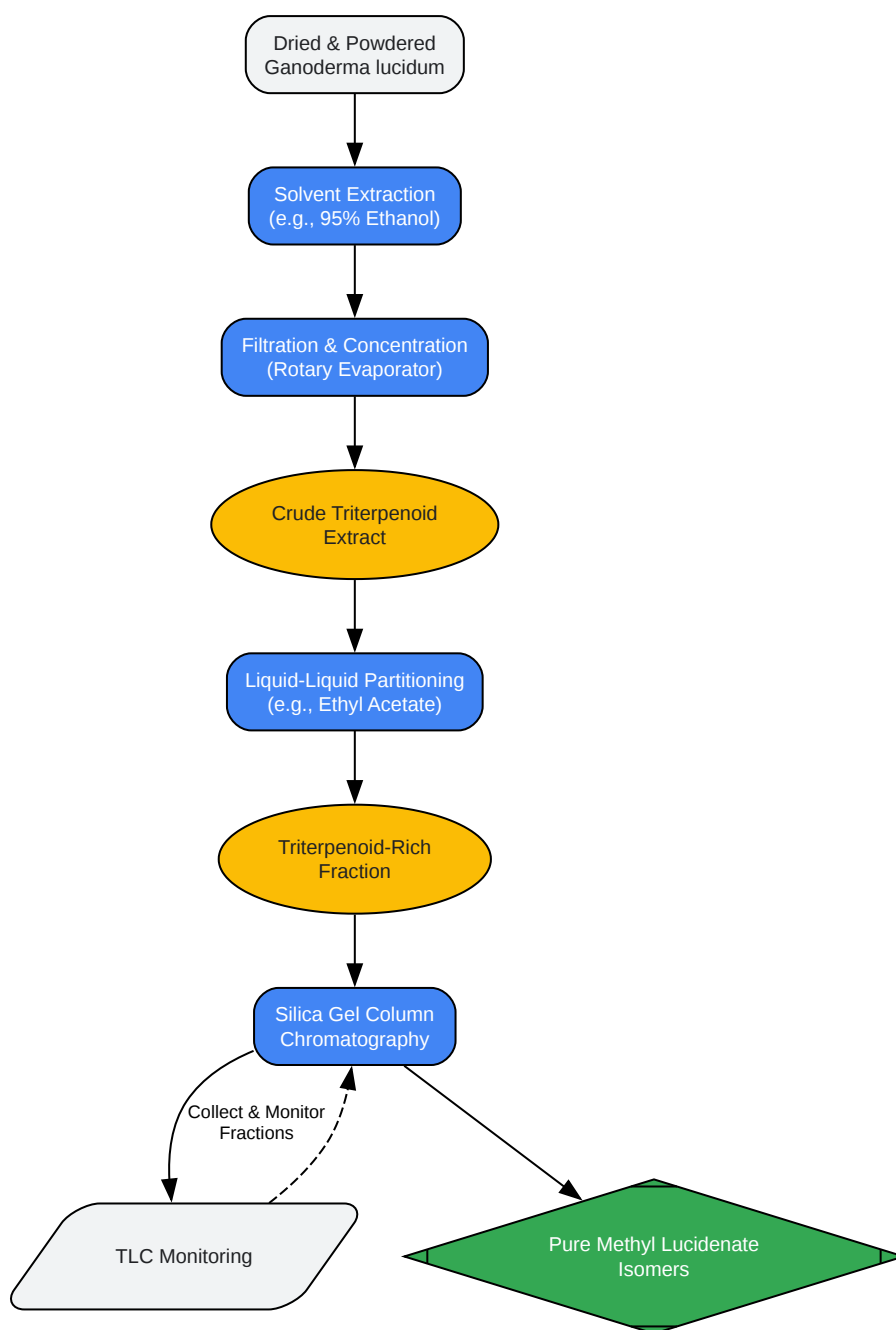 Dried & Powdered
Ganoderma lucidum
Solvent Extraction
(e.g., 95% Ethanol)
Filtration & Concentration
(Rotary Evaporator)
Crude Triterpenoid
Extract
Liquid-Liquid Partitioning
(e.g., Ethyl Acetate)
Triterpenoid-Rich
Fraction
Silica Gel Column
Chromatography
Collect & Monitor
Fractions
TLC Monitoring
Pure Methyl Lucidenate
Isomers